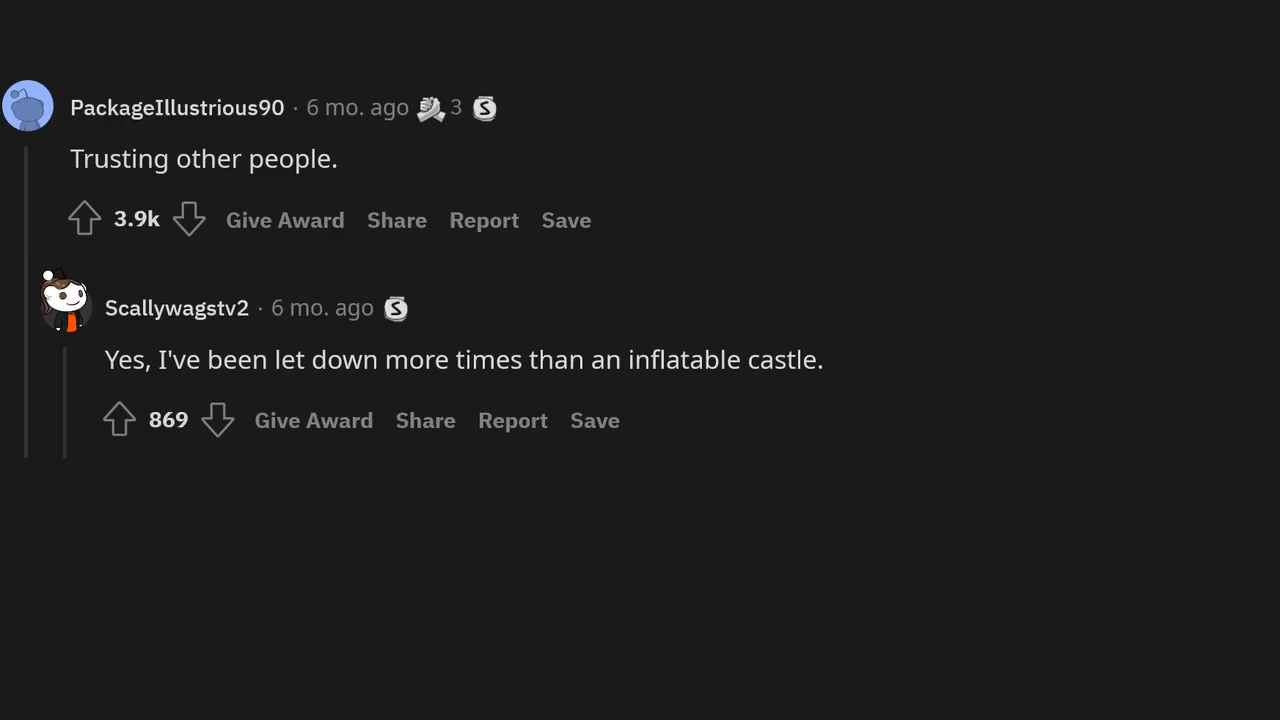 PackageIllustrious90 · 6 mo. ago 3 S
Trusting other people.
3.9k Give Award Share Report Save
Scallywagstv2 · 6 mo. ago S
Yes, I've been let down more times than an inflatable castle.
869 Give Award Share Report Save